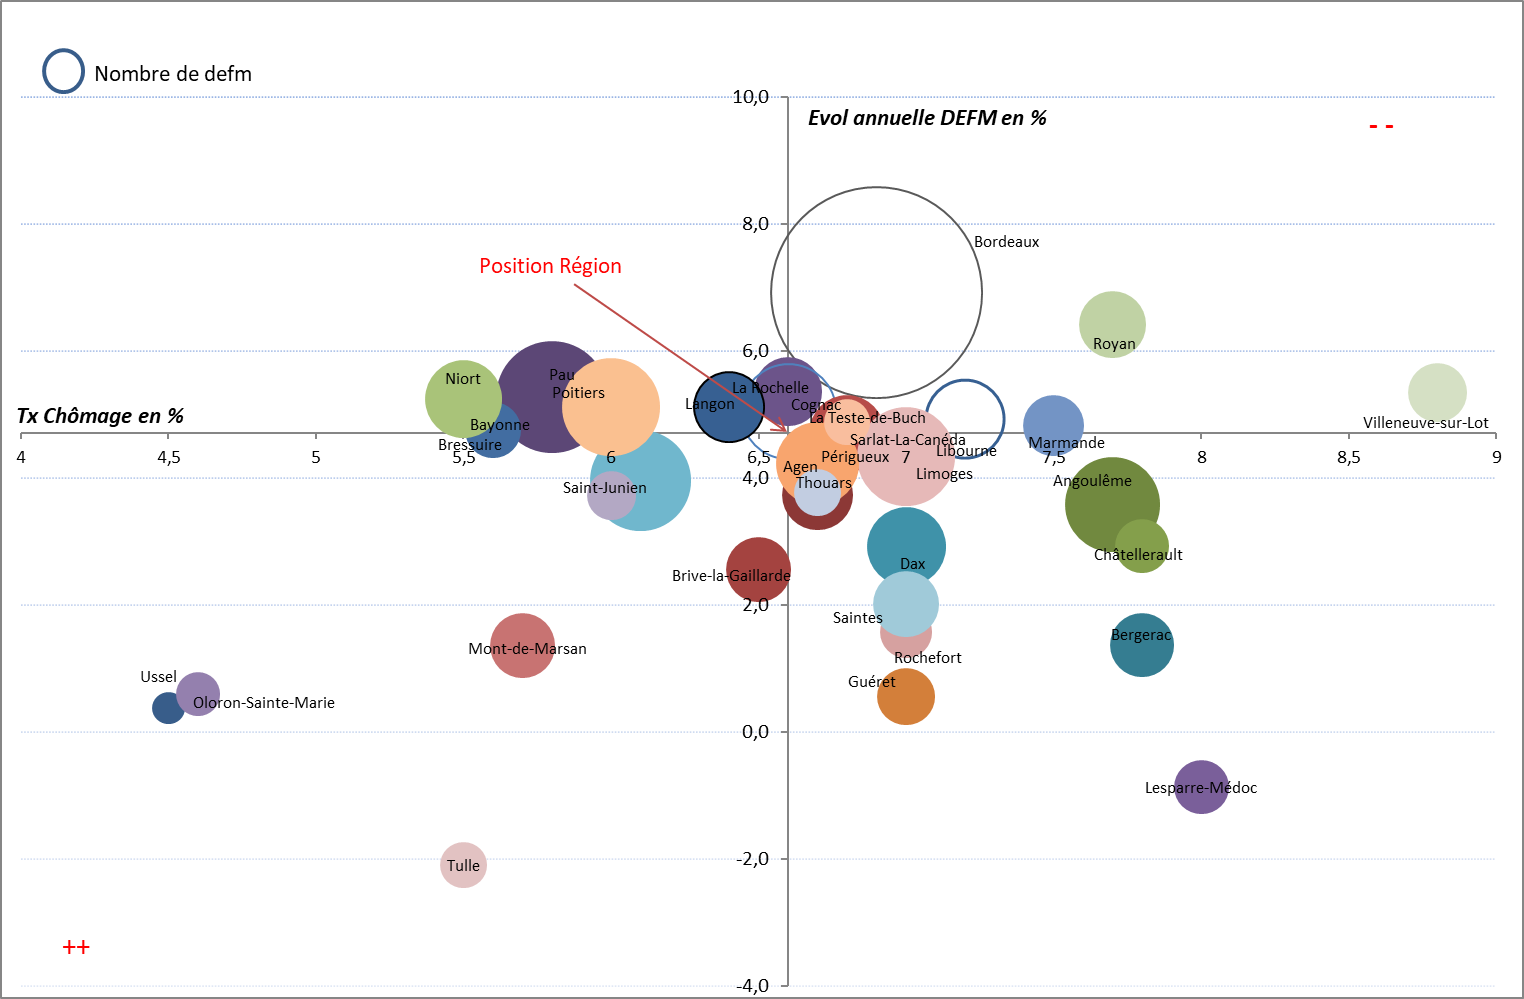 Nombre de defm
10,0
Evol annuelle DEFM en %
- -
8,0
Bordeaux
Position Région
6,0
Royan
Niort
Pau
Poitiers
La Rochelle
Langon
Cognac
Tx Chômage en %
La Teste-de-Buch
Villeneuve-sur-Lot
Bayonne
Bressuire
Sarlat-La-Canéda
Marmande
Libourne
4
4,5
5
5,5
6
6,5
Périgueux
7
7,5
8
8,5
9
Agen
Limoges
4,0
Thouars
Saint-Junien
Angoulême
Châtellerault
Dax
Brive-la-Gaillarde
2,0
Saintes
Bergerac
Mont-de-Marsan
Rochefort
Ussel
Guéret
Oloron-Sainte-Marie
0,0
Lesparre-Médoc
-2,0
Tulle
++
-4,0